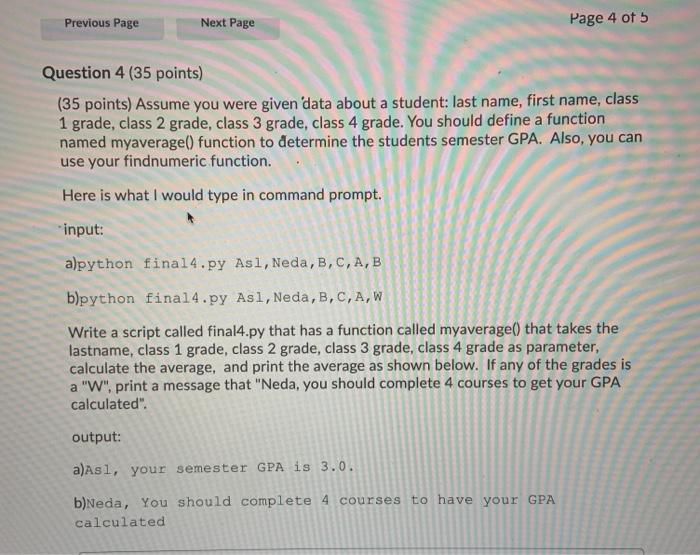 Previous Page
Next Page
Page 4 of 5
Question 4 (35 points)
(35 points) Assume you were given data about a student: last name, first name, class
1 grade, class 2 grade, class 3 grade, class 4 grade. You should define a function
named myaverage() function to determine the students semester GPA. Also, you can
use your findnumeric function.
Here is what I would type in command prompt.
input:
a)python final4.py Asl,Neda,B,C,A,B
b)python final4.py Asl,Neda,B,C,A,W
Write a script called final4.py that has a function called myaverage() that takes the
lastname, class 1 grade, class 2 grade, class 3 grade, class 4 grade as parameter,
calculate the average, and print the average as shown below. If any of the grades is
a "W", print a message that "Neda, you should complete 4 courses to get your GPA
calculated".
output:
a)Asl, your semester GPA is 3.0.
b)Neda, You should complete 4 courses to have your GPA
calculated